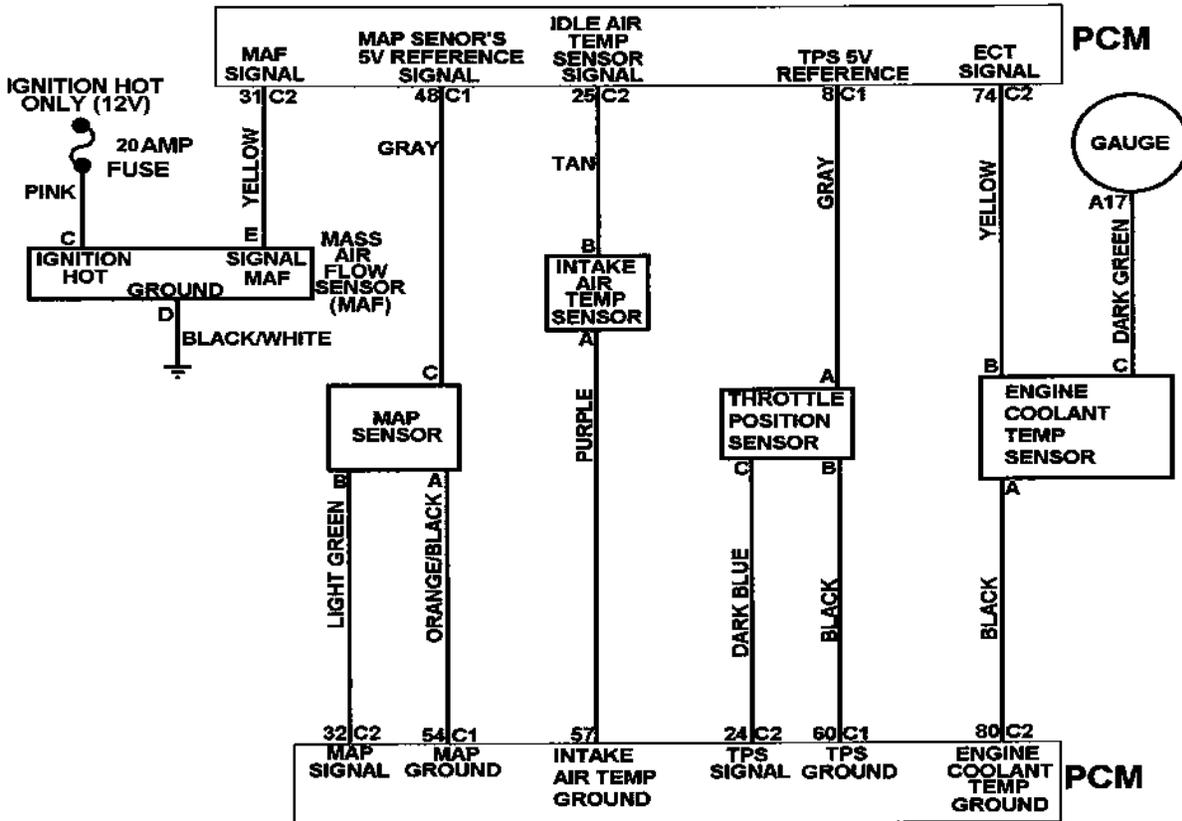 PCM
MAF
SIGNAL
MAP SENOR'S
5V REFERENCE
SIGNAL
IDLE AIR
TEMP
SENSOR
SIGNAL
TPS 5V
REFERENCE
ECT
SIGNAL
31 C2
48 C1
25 C2
8 C1
74 C2
IGNITION HOT
ONLY (12V)
20 AMP
FUSE
PINK
YELLOW
GRAY
TAN
GRAY
YELLOW
GAUGE
A17
DARK GREEN
C
E
IGNITION
HOT
SIGNAL
MAF
GROUND
MASS
AIR
FLOW
SENSOR
(MAF)
D
BLACK/WHITE
B
INTAKE
AIR
TEMP
SENSOR
A
C
MAP
SENSOR
B
A
A
THROTTLE
POSITION
SENSOR
C
B
B
C
ENGINE
COOLANT
TEMP
SENSOR
A
LIGHT GREEN
ORANGE/BLACK
PURPLE
DARK BLUE
BLACK
BLACK
32 C2
54 C1
57
24 C2
60 C1
80 C2
MAP
SIGNAL
MAP
GROUND
INTAKE
AIR TEMP
GROUND
TPS
SIGNAL
TPS
GROUND
ENGINE
COOLANT
TEMP
GROUND
PCM